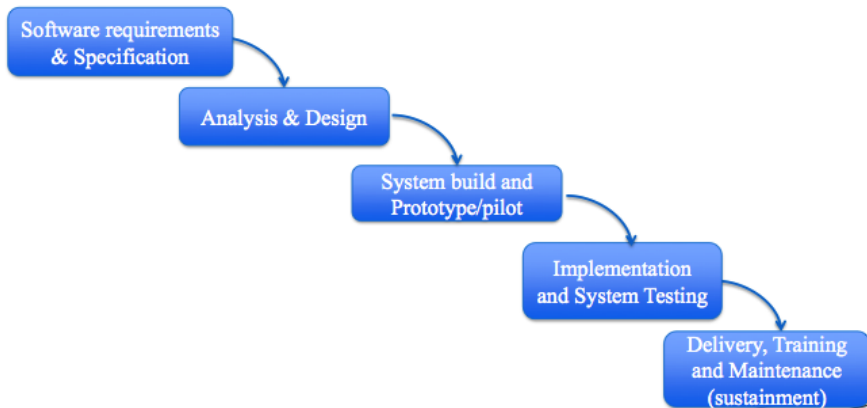 Software requirements
& Specification
Analysis & Design
System build and
Prototype/pilot
Implementation
and System Testing
Delivery, Training
and Maintenance
(sustainment)